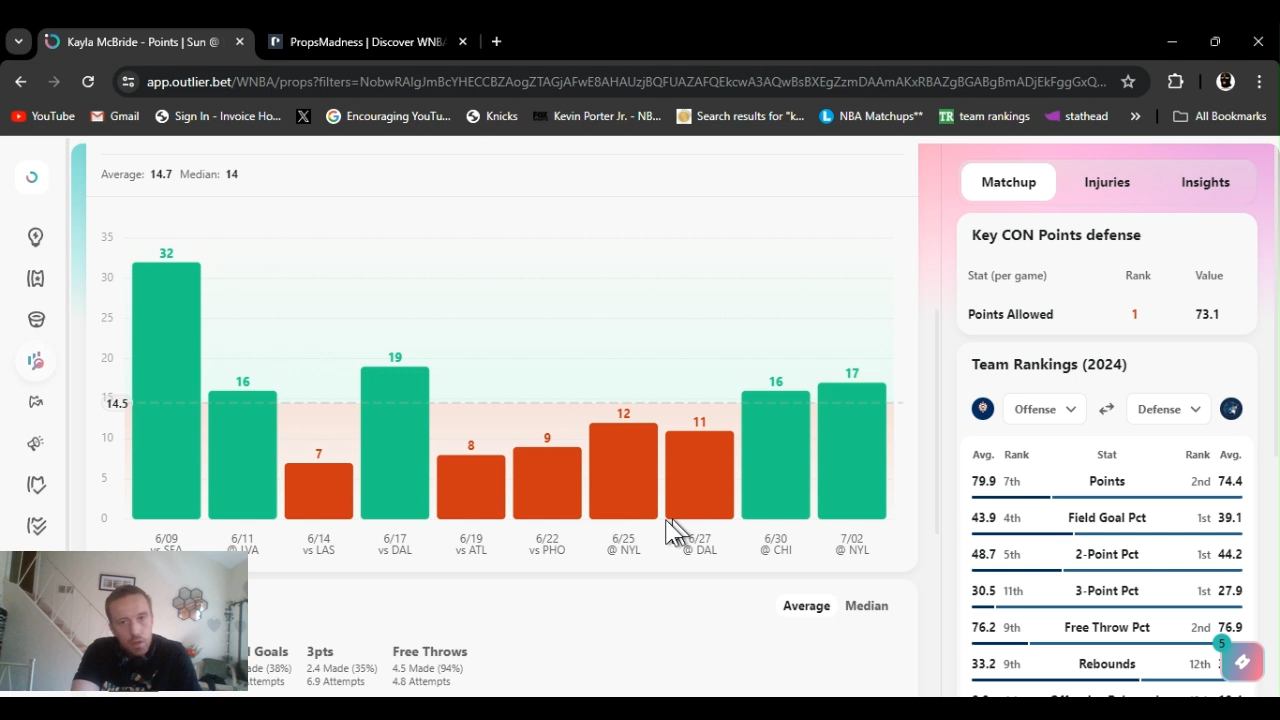 Kayla McBride - Points | Sun @
PropsMadness | Discover WNB
app.outlier.bet/WNBA/props?filters=
YouTube
Gmail
Sign In - Invoice Ho...
Encouraging YouTu...
Knicks
Kevin Porter Jr. - NB...
Search results for "k...
NBA Matchups**
TR team rankings
stathead
All Bookmarks
Average: 14.7 Median: 14
35
30
25
20
15
14.5
10
5
0
32
16
7
19
8
9
12
11
16
17
6/09 6/11 6/14 6/17 6/19 6/22 6/25 6/27 6/30 7/02
vs SEA @ LVA vs LAS vs DAL vs ATL vs PHO @ NYL @ DAL @ CHI @ NYL
Average Median
Goals 3pts Free Throws
(38%) 2.4 Made (35%) 4.5 Made (94%)
6.9 Attempts 4.8 Attempts
Matchup Injuries Insights
Key CON Points defense
Stat (per game) Rank Value
Points Allowed 1 73.1
Team Rankings (2024)
Offense Defense
Avg. Rank Stat Rank Avg.
79.9 7th Points 2nd 74.4
43.9 4th Field Goal Pct 1st 39.1
48.7 5th 2-Point Pct 1st 44.2
30.5 11th 3-Point Pct 1st 27.9
76.2 9th Free Throw Pct 2nd 76.9
5
33.2 9th Rebounds 12th